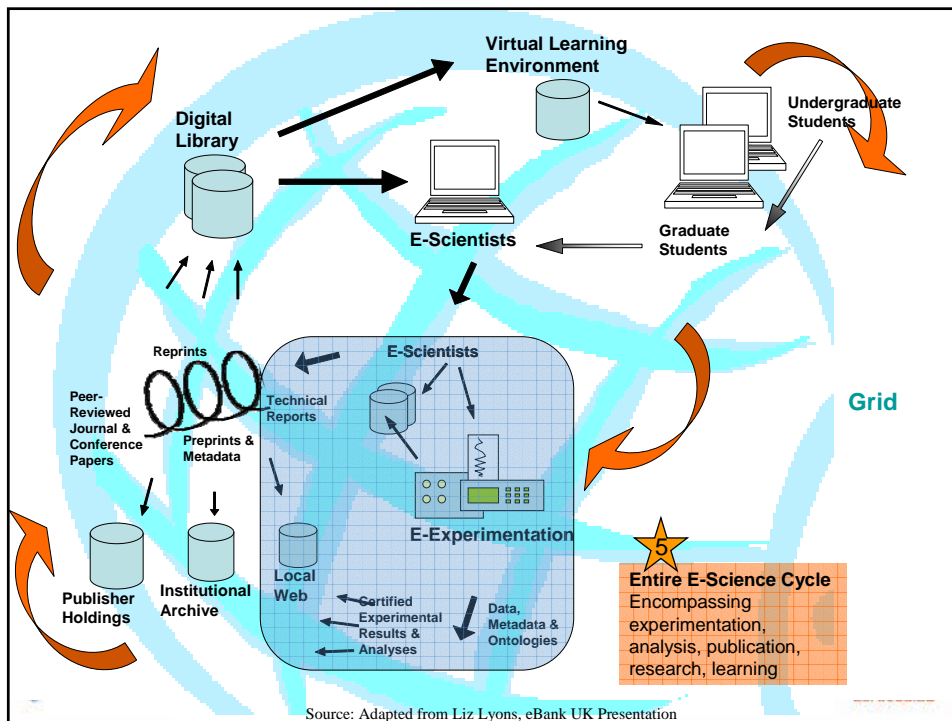 Virtual Learning
Environment
Undergraduate
Students
Digital
Library
Graduate
Students
E-Scientists
Reprints
E-Scientists
Peer-
Reviewed
Journal &
Conference
Papers
Technical
Reports
Preprints &
Metadata
Grid
E-Experimentation
5
Local
Web
Institutional
Archive
Publisher
Holdings
Certified
Experimental
Results &
Analyses
Data,
Metadata &
Ontologies
Entire E-Science Cycle
Encompassing
experimentation,
analysis, publication,
research, learning
Source: Adapted from Liz Lyons, eBank UK Presentation